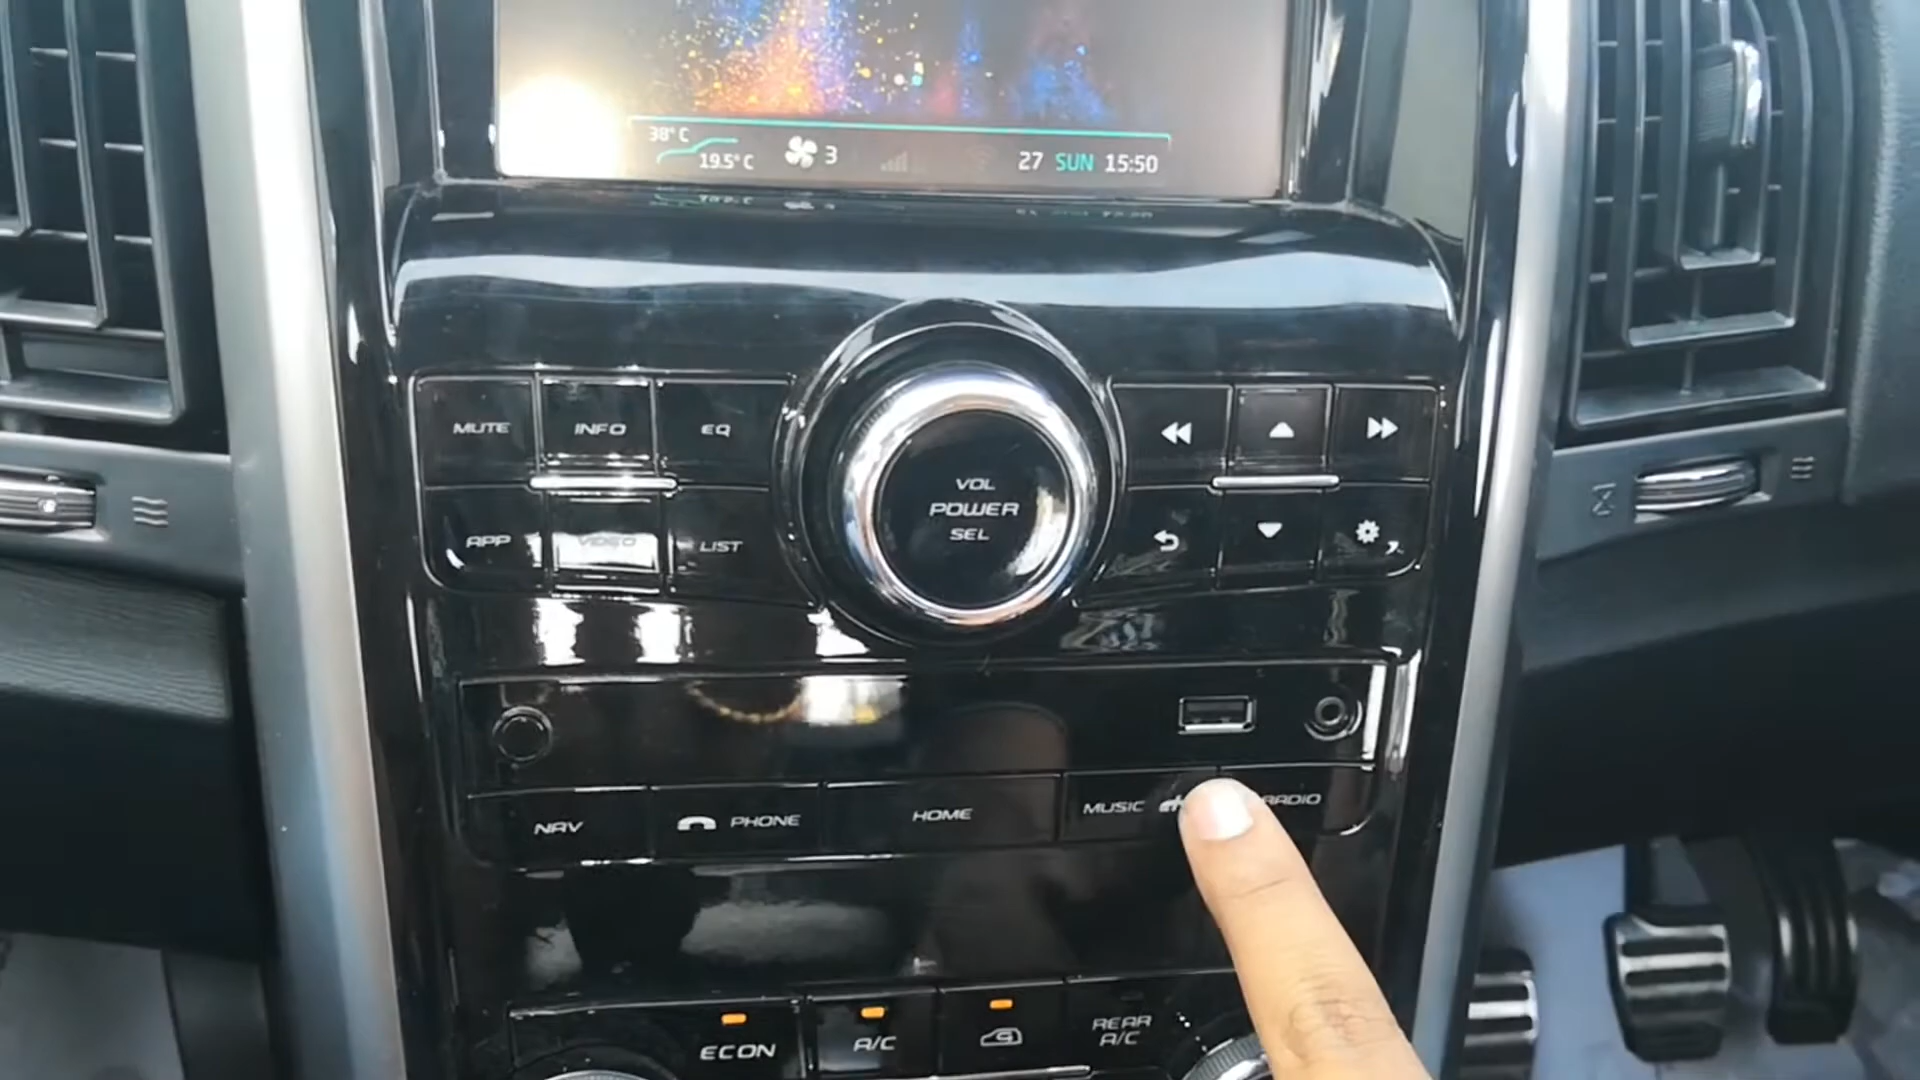 38°C
19.5°C
3
27 SUN 15:50
MUTE
INFO
EQ
VOL
POWER
SEL
APP
VIDEO
LIST
NAV
PHONE
HOME
MUSIC
RADIO
ECON
A/C
REAR
A/C